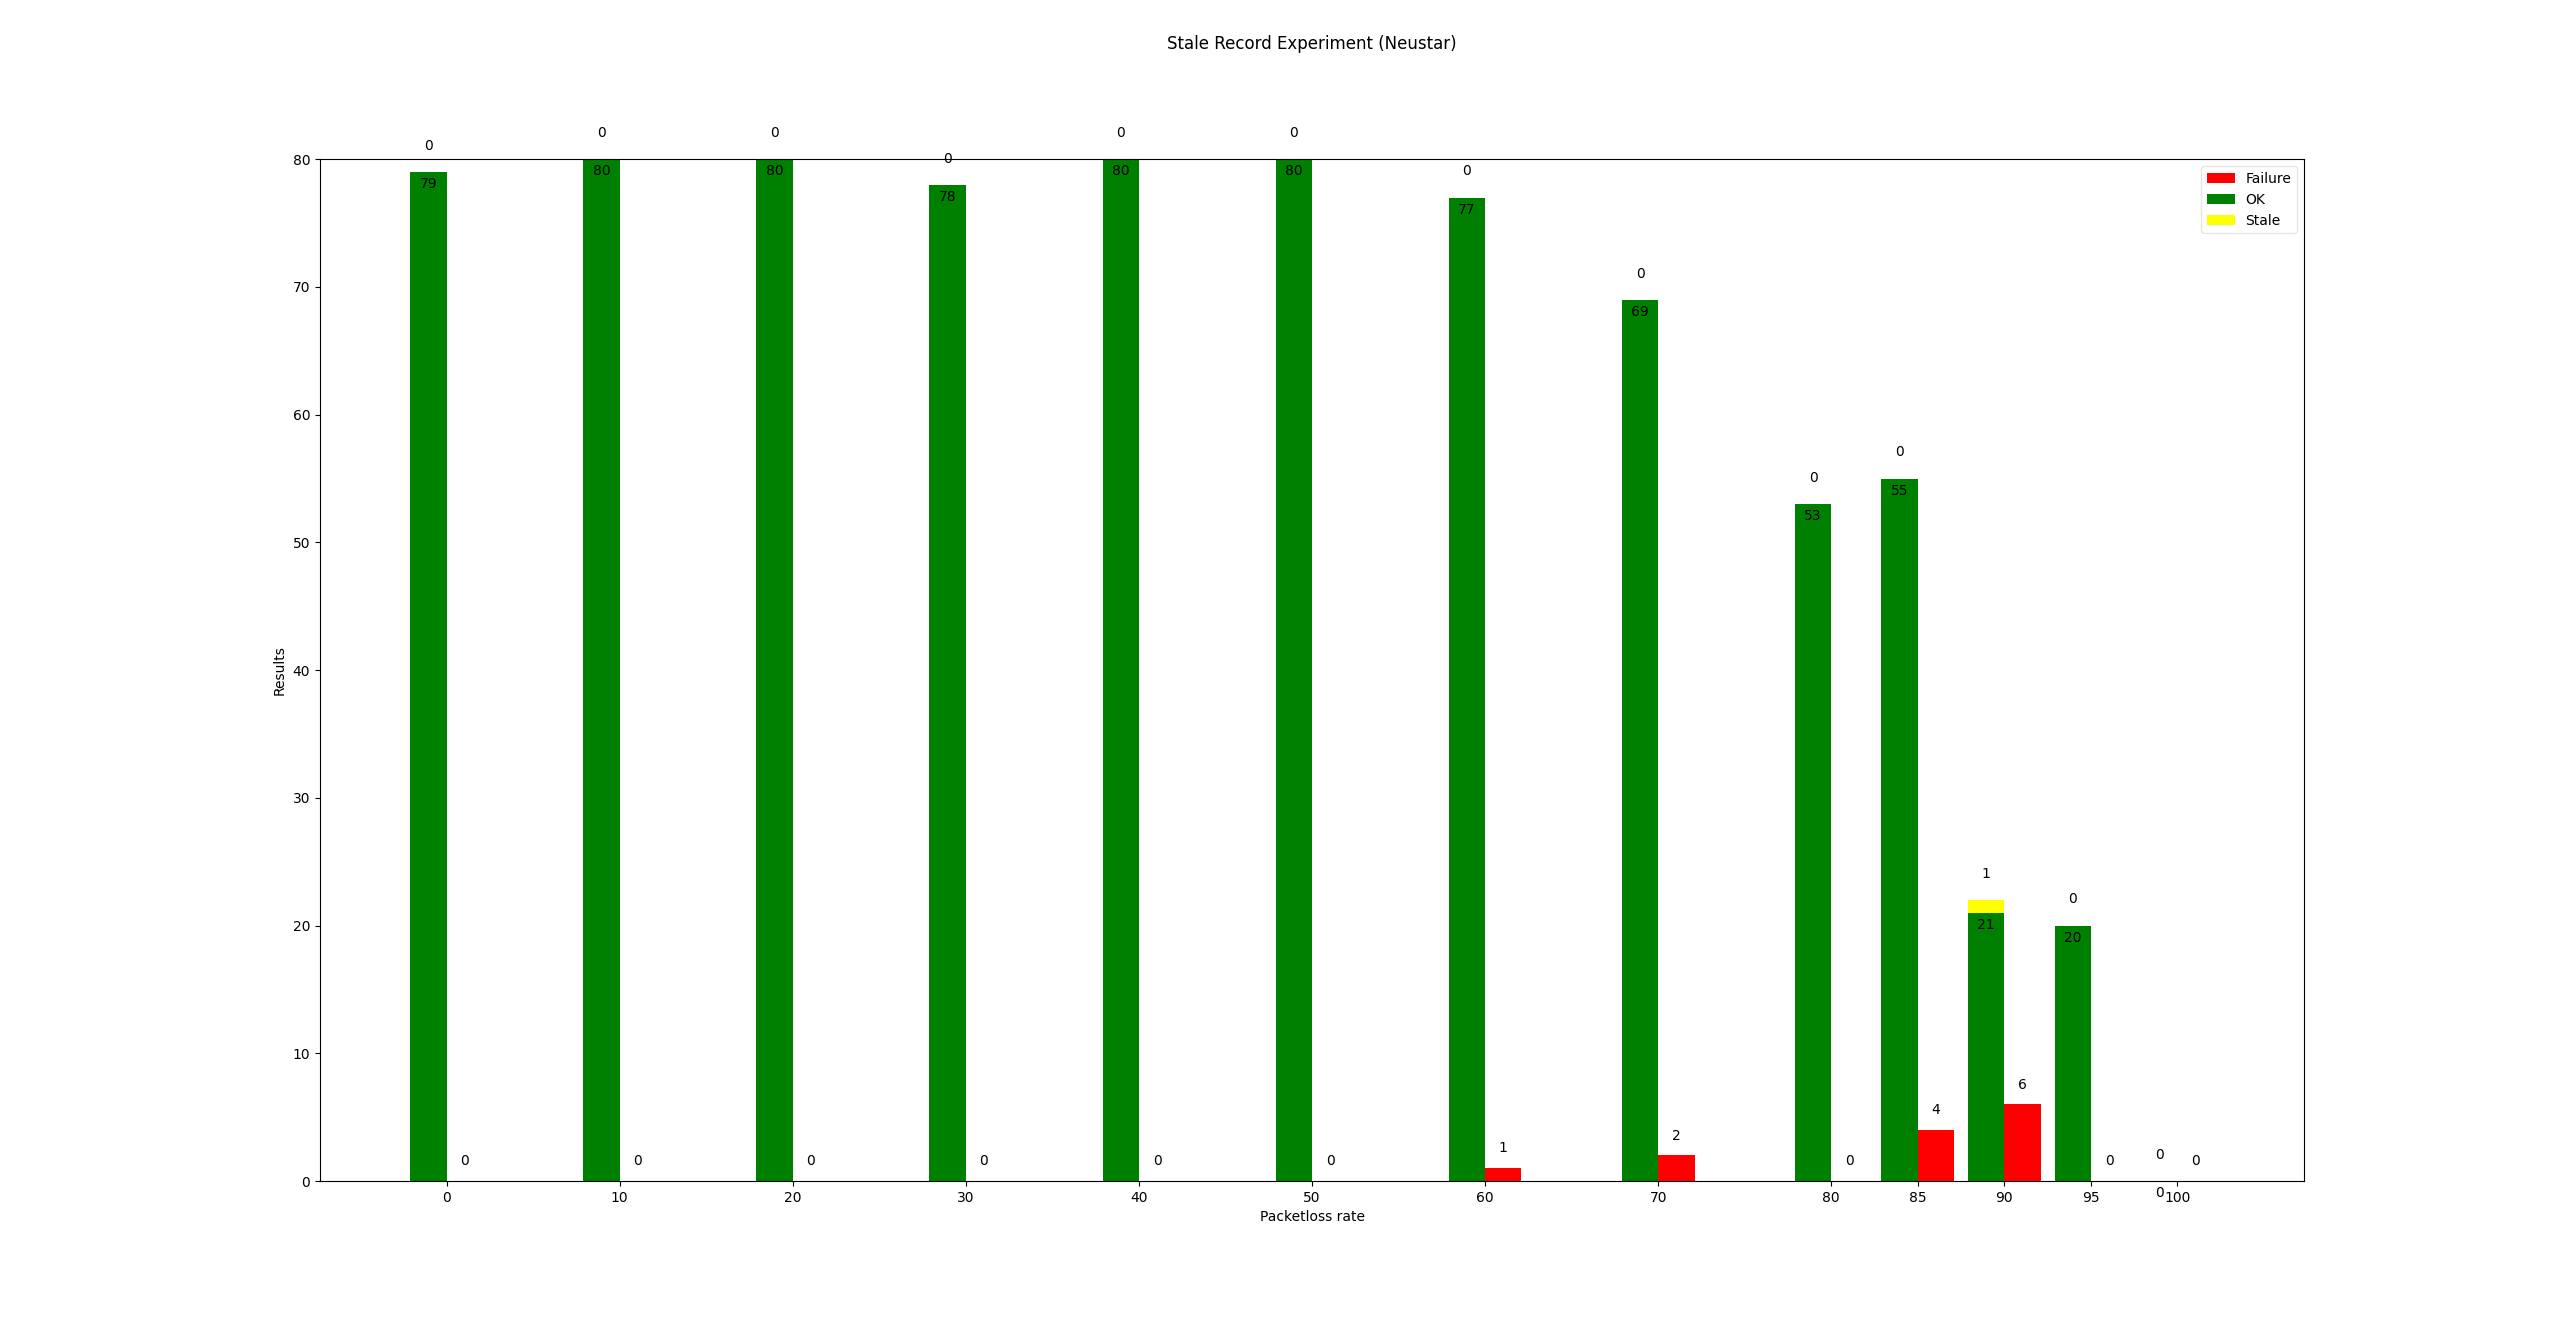 Stale Record Experiment (Neustar)
0 0 0 0 0 0 0
80 79 80 80 78 80 80 77
Failure
OK
Stale
70 0 69
60 0 0
50 53 55
40
Results
30
20 1 21 0 20
10 0 0 0 0 0 0 1 2 0 4 6 0 0 0
0
0 10 20 30 40 50 60 70 80 85 90 95 0 100
Packetloss rate